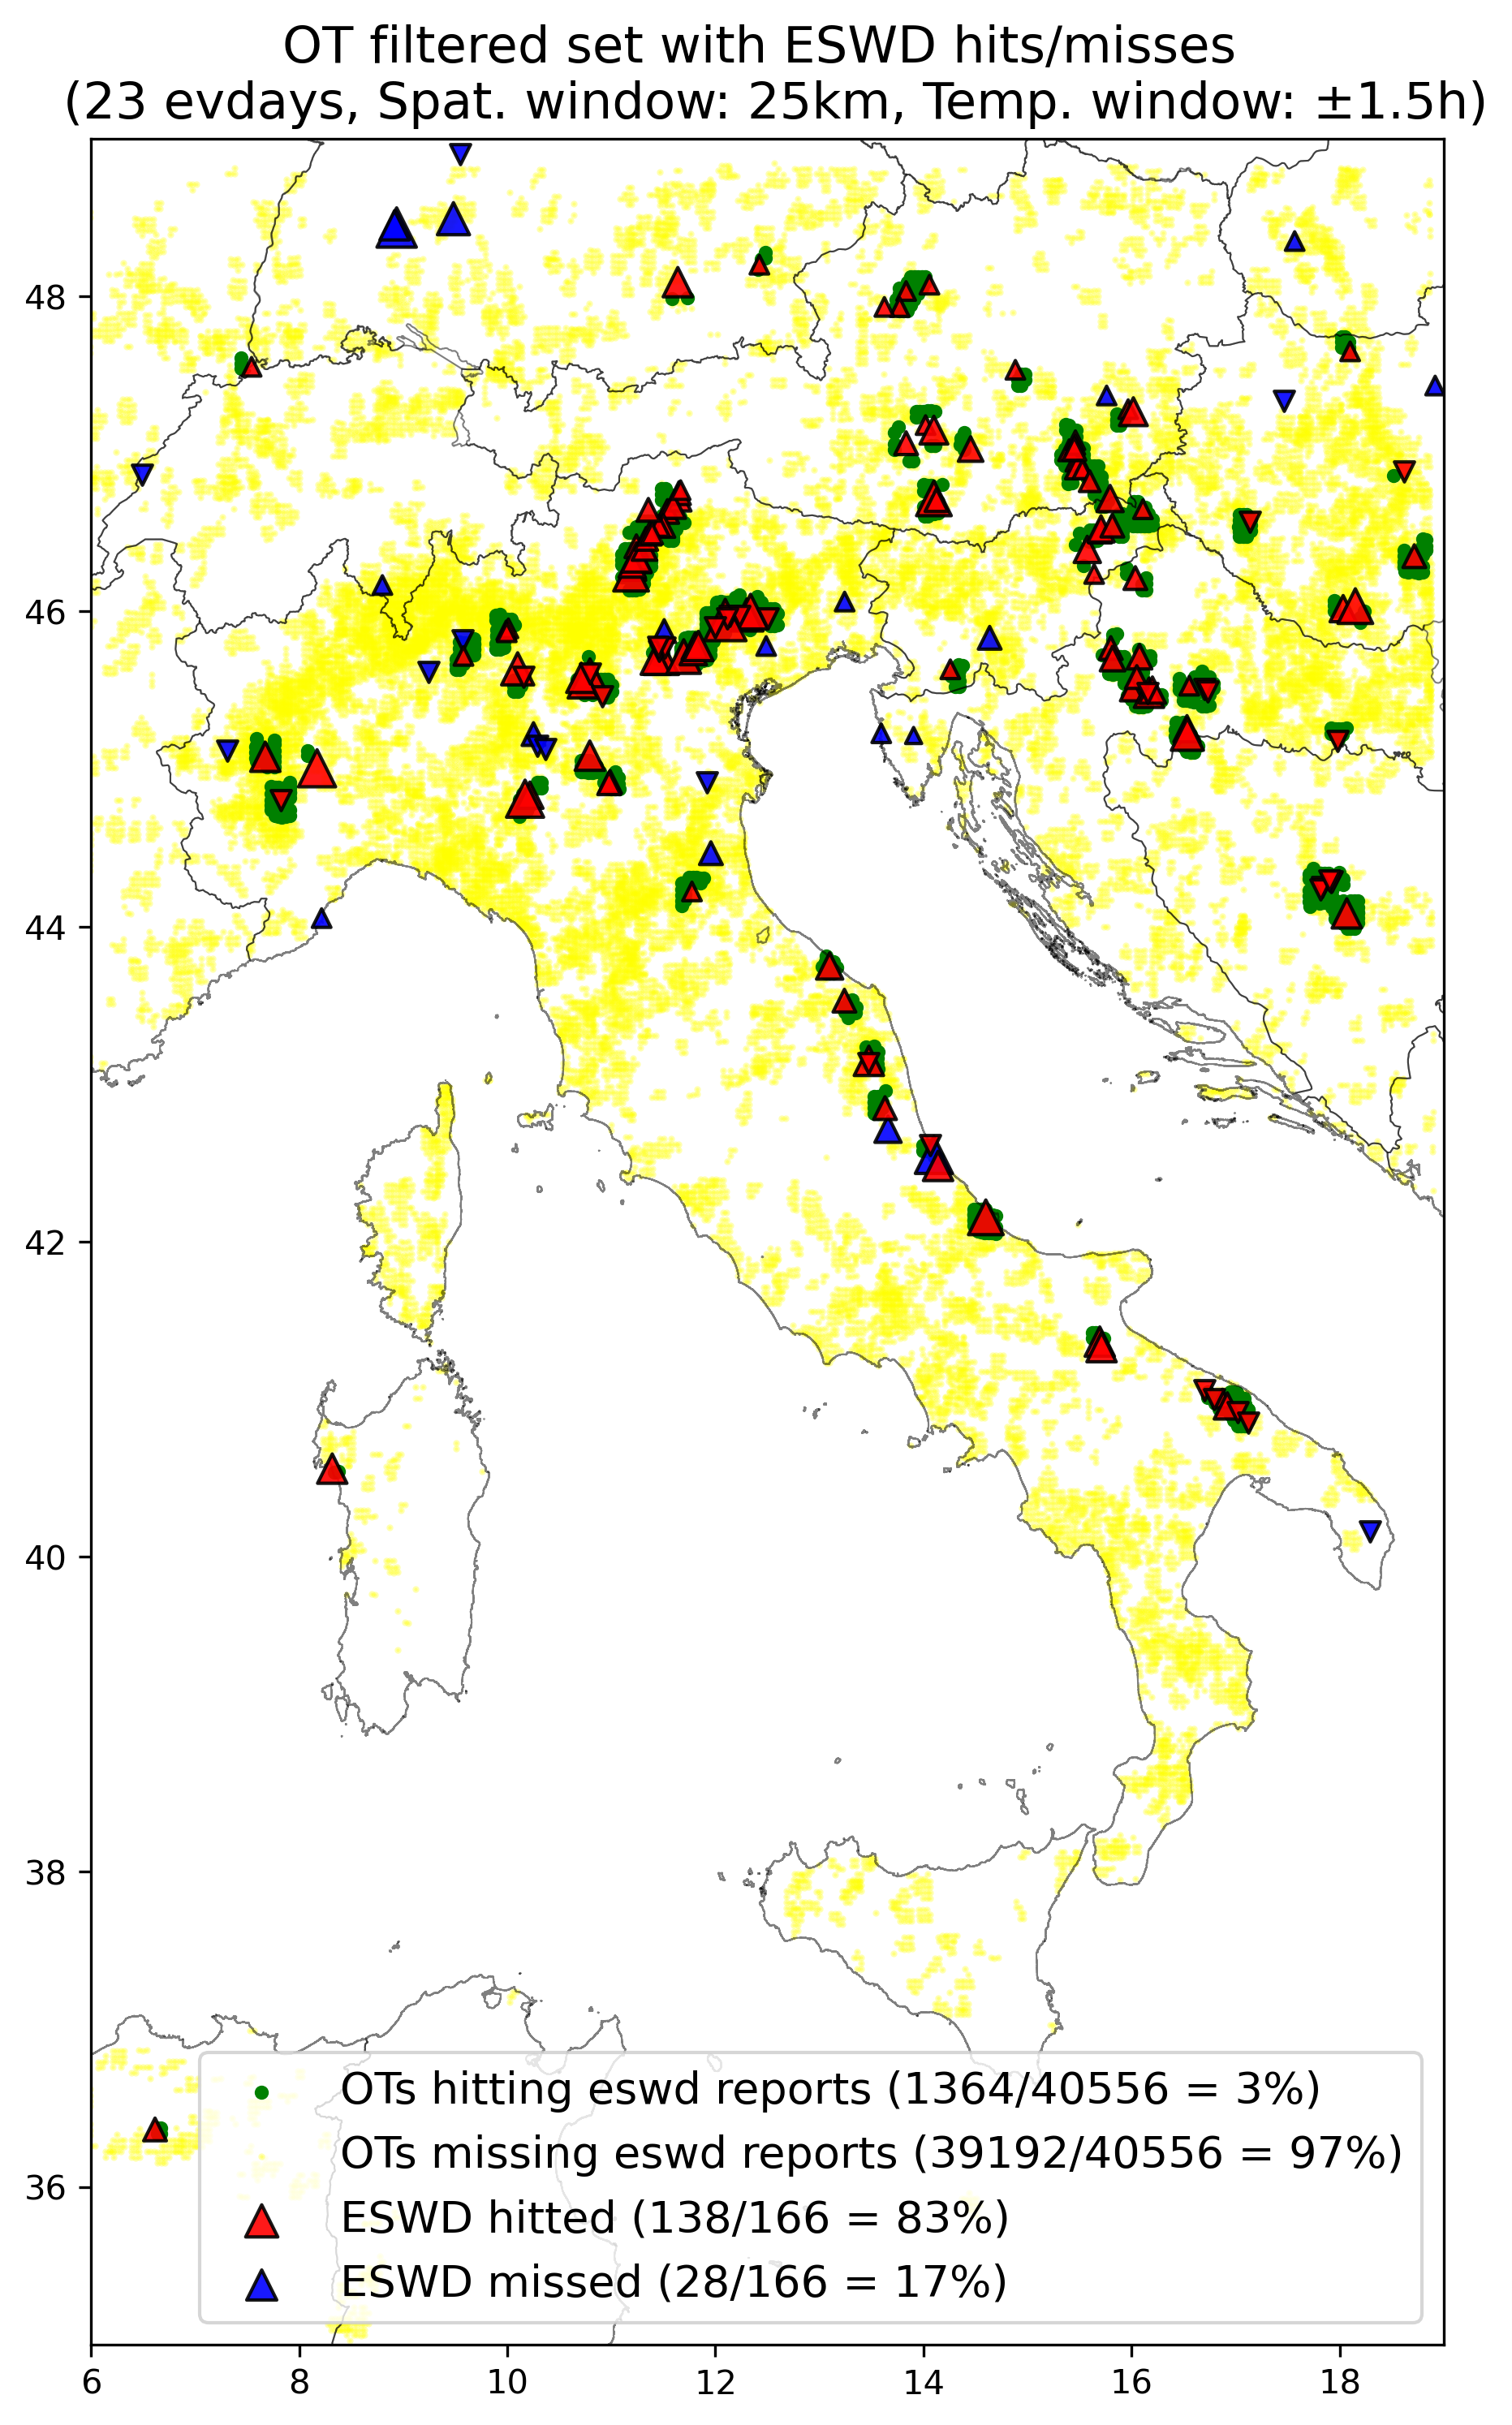 OT filtered set with ESWD hits/misses
(23 evdays, Spat. window: 25km, Temp. window: ±1.5h)
48
46
44
42
40
38
36
OTs hitting eswd reports (1364/40556 = 3%)
OTs missing eswd reports (39192/40556 = 97%)
ESWD hitted (138/166 = 83%)
ESWD missed (28/166 = 17%)
6 8 10 12 14 16 18